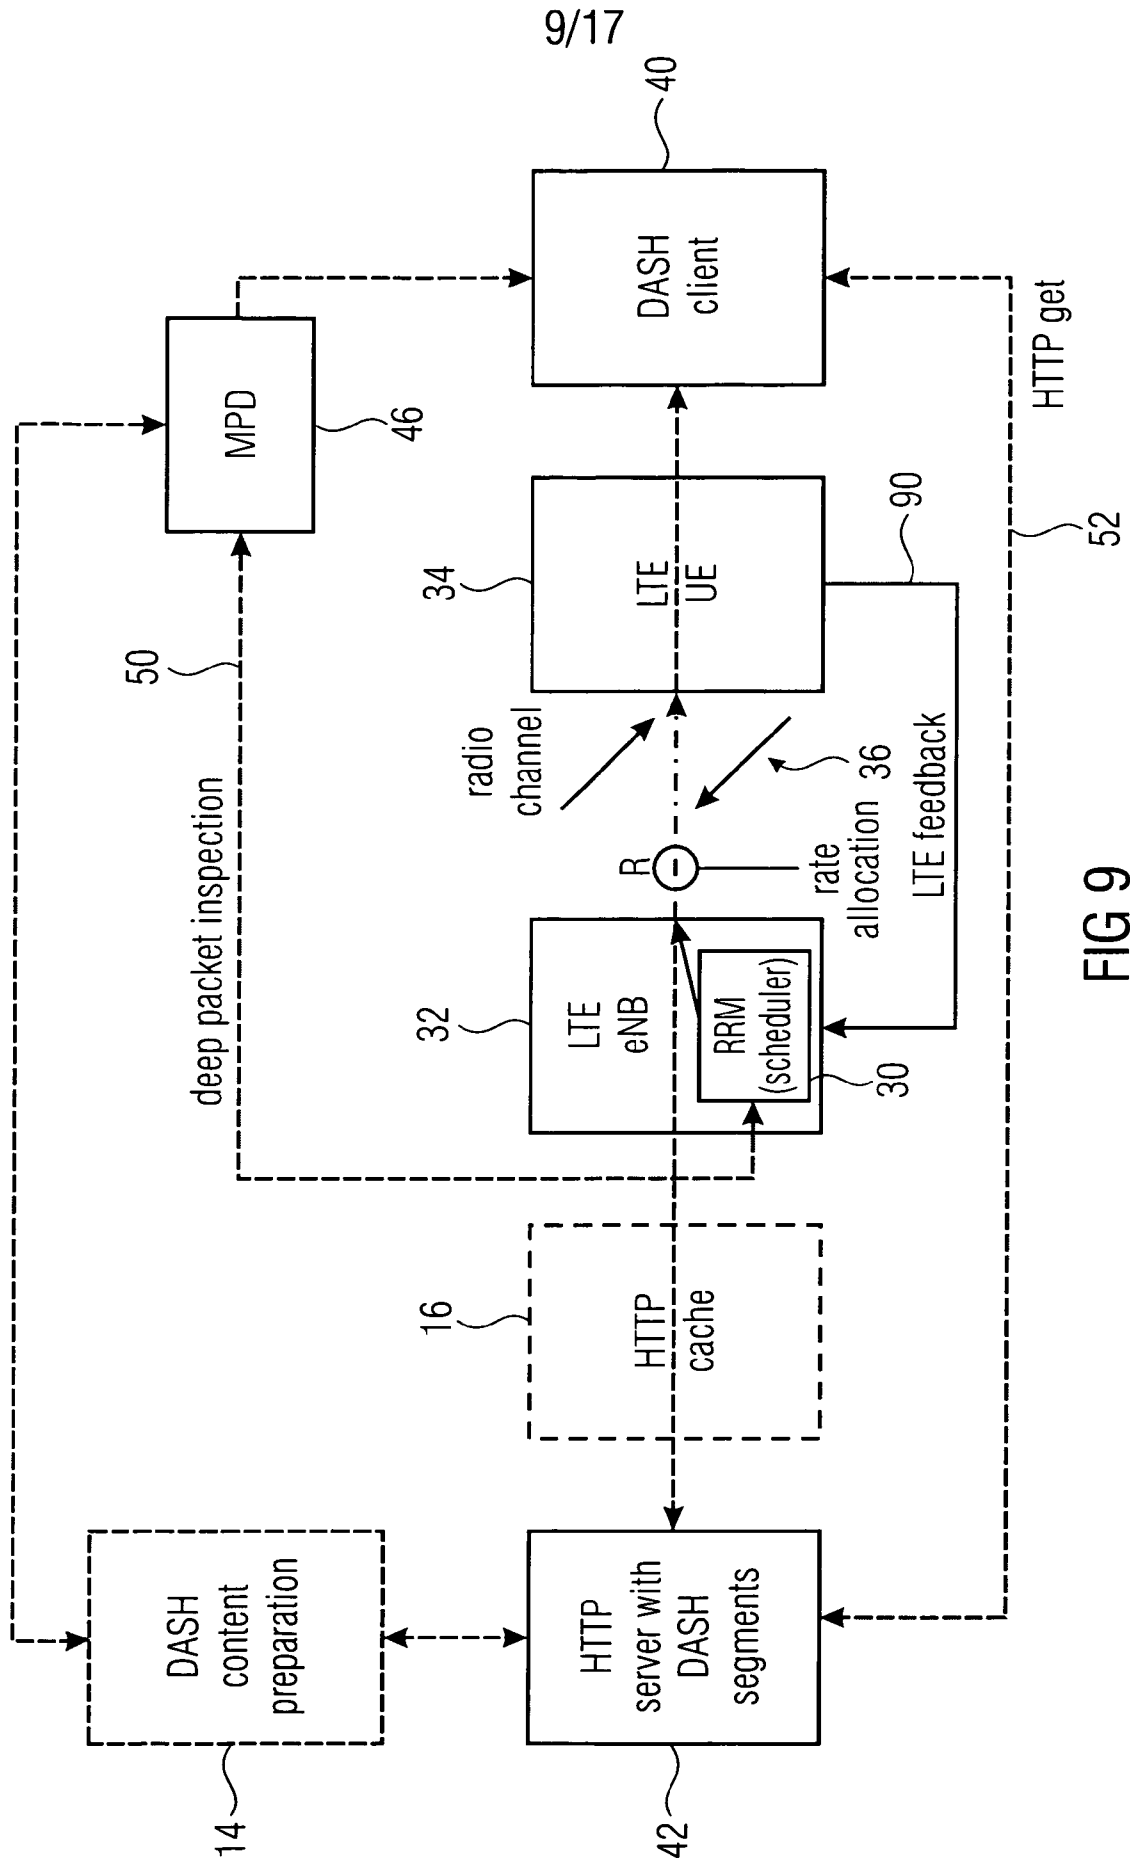 9/17
DASH
content
preparation
14
HTTP
server with
DASH
segments
42
HTTP
cache
16
deep packet inspection
50
MPD
46
LTE
eNB
32
RRM
(scheduler)
30
R
rate
allocation
radio
channel
36
LTE
UE
34
LTE feedback
90
DASH
client
40
HTTP get
52
FIG 9